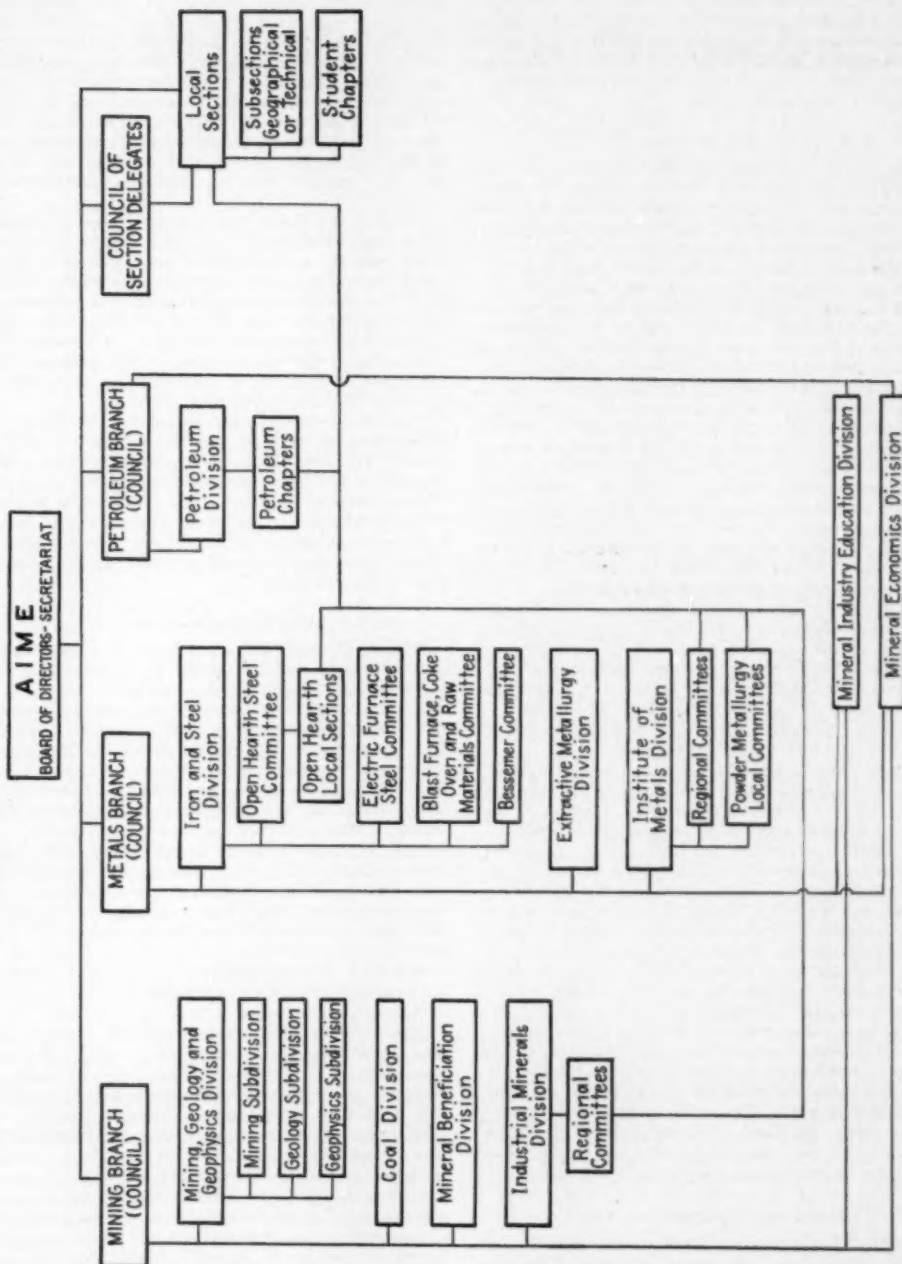 A I M E
BOARD OF DIRECTORS- SECRETARIAT
MINING BRANCH
(COUNCIL)
Mining, Geology and
Geophysics Division
Mining Subdivision
Geology Subdivision
Geophysics Subdivision
Coal Division
Mineral Beneficiation
Division
Industrial Minerals
Division
Regional
Committees
METALS BRANCH
(COUNCIL)
Iron and Steel
Division
Open Hearth Steel
Committee
Open Hearth
Local Sections
Electric Furnace
Steel Committee
Blast Furnace, Coke
Oven and Raw
Materials Committee
Bessemer Committee
Extractive Metallurgy
Division
Institute of
Metals Division
Regional Committees
Powder Metallurgy
Local Committees
PETROLEUM BRANCH
(COUNCIL)
Petroleum
Division
Petroleum
Chapters
COUNCIL OF
SECTION DELEGATES
Local
Sections
Subsections
Geographical
or Technical
Student
Chapters
Mineral Industry Education Division
Mineral Economics Division